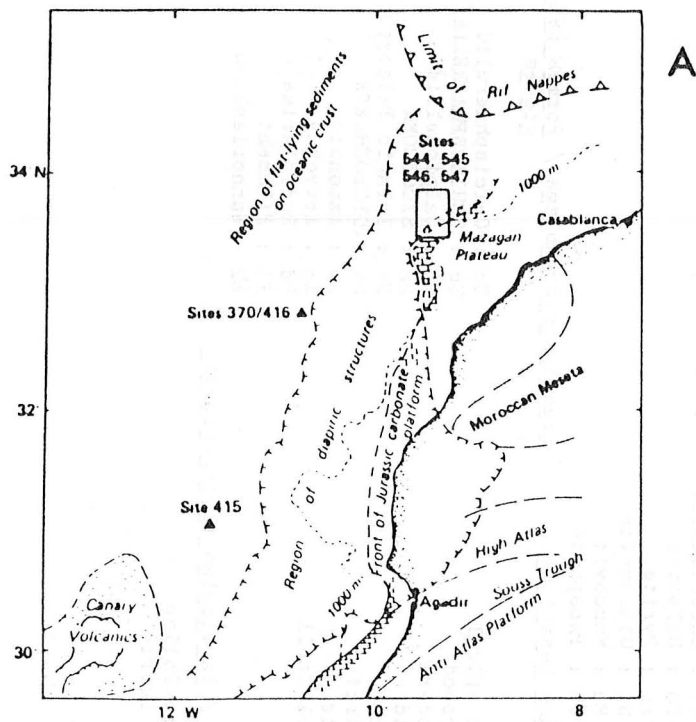 A
Limit of
Rif Nappes
Region of flat-lying sediments
on oceanic crust
34° N
Sites
544, 545
546, 547
1000 m
Casablanca
Mazagan
Plateau
Sites 370/416
Region of diapiric structures
Front of Jurassic carbonate
platform
32°
Moroccan Meseta
Site 415
High Atlas
Souss Trough
1000 m
Agadir
Anti Atlas Platform
Canary
Volcanics
30°
12 W
10
8